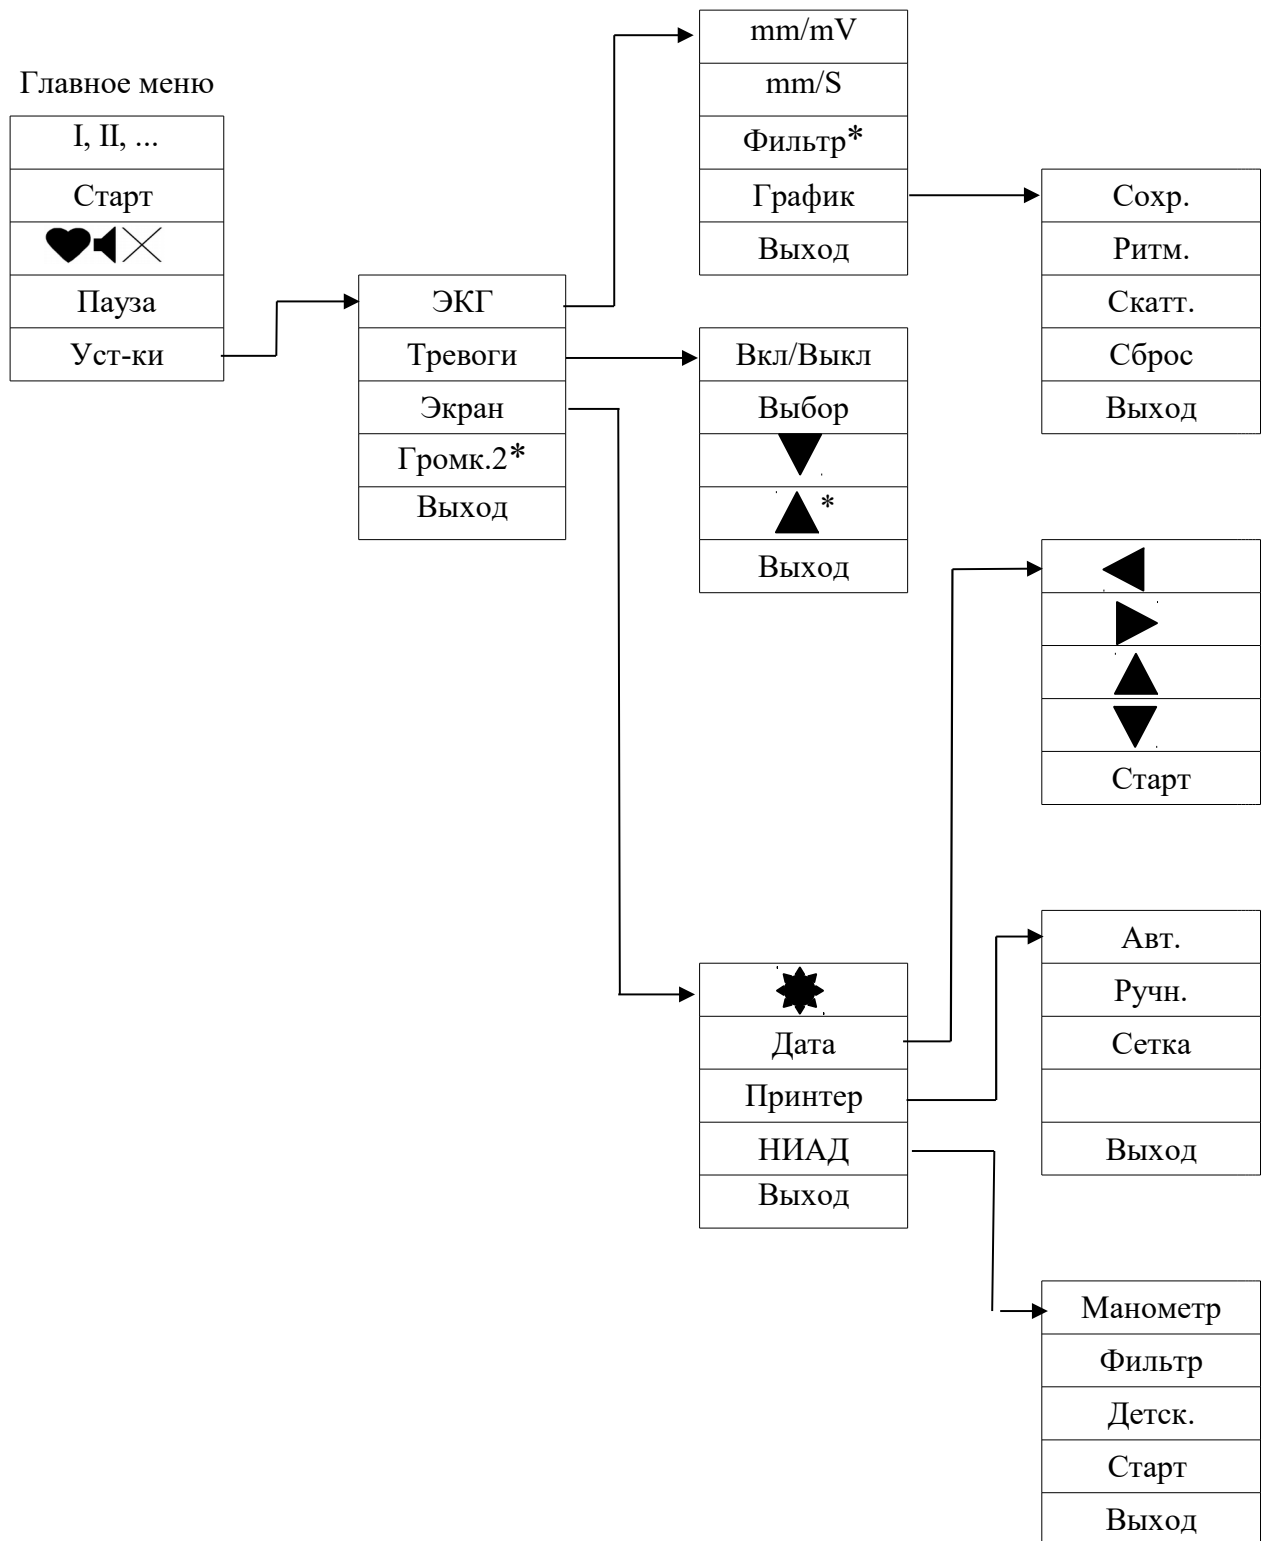 Главное меню
I, II, ...
Старт
Пауза
Уст-ки
ЭКГ
Тревоги
Экран
Громк.2*
Выход
mm/mV
mm/S
Фильтр*
График
Выход
Сохр.
Ритм.
Скатт.
Сброс
Выход
Вкл/Выкл
Выбор
*
Выход
Старт
Дата
Принтер
НИАД
Выход
Авт.
Ручн.
Сетка
Выход
Манометр
Фильтр
Детск.
Старт
Выход